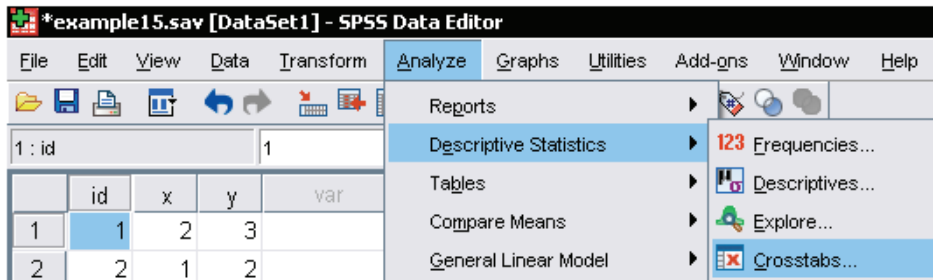 *example15.sav [DataSet1] - SPSS Data Editor
File Edit View Data Transform Analyze Graphs Utilities Add-ons Window Help
Reports
1 : id 1 Descriptive Statistics 123 Frequencies...
id x y var Tables μ σ Descriptives...
1 1 2 3 Compare Means Explore...
2 2 1 2 General Linear Model Crosstabs...